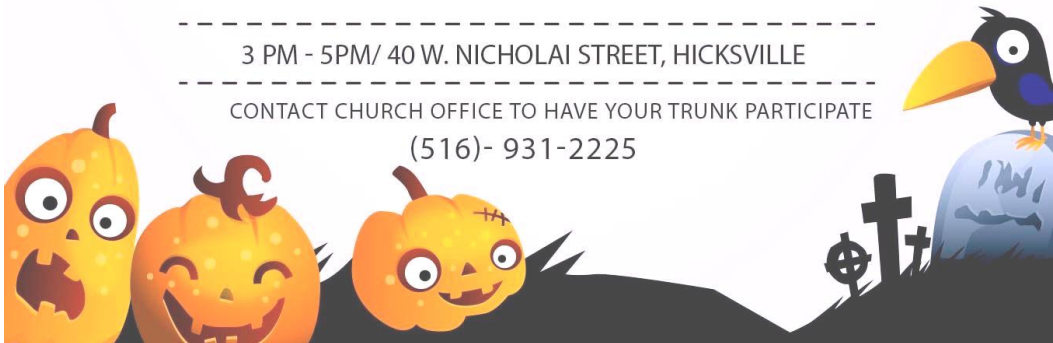 3 PM - 5PM/ 40 W. NICHOLAI STREET, HICKSVILLE
CONTACT CHURCH OFFICE TO HAVE YOUR TRUNK PARTICIPATE
(516)- 931-2225